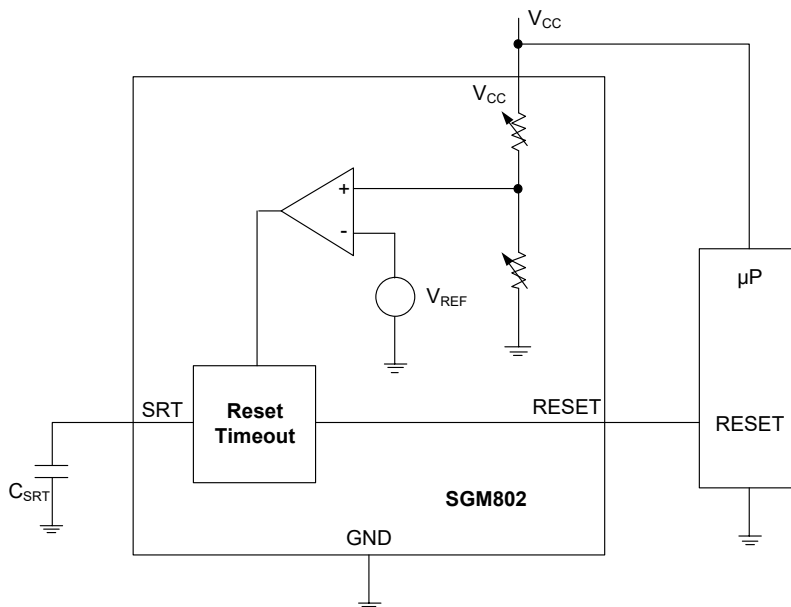 VCC
VCC
+
-
VREF
μP
SRT
Reset
Timeout
RESET
RESET
CSRT
SGM802
GND